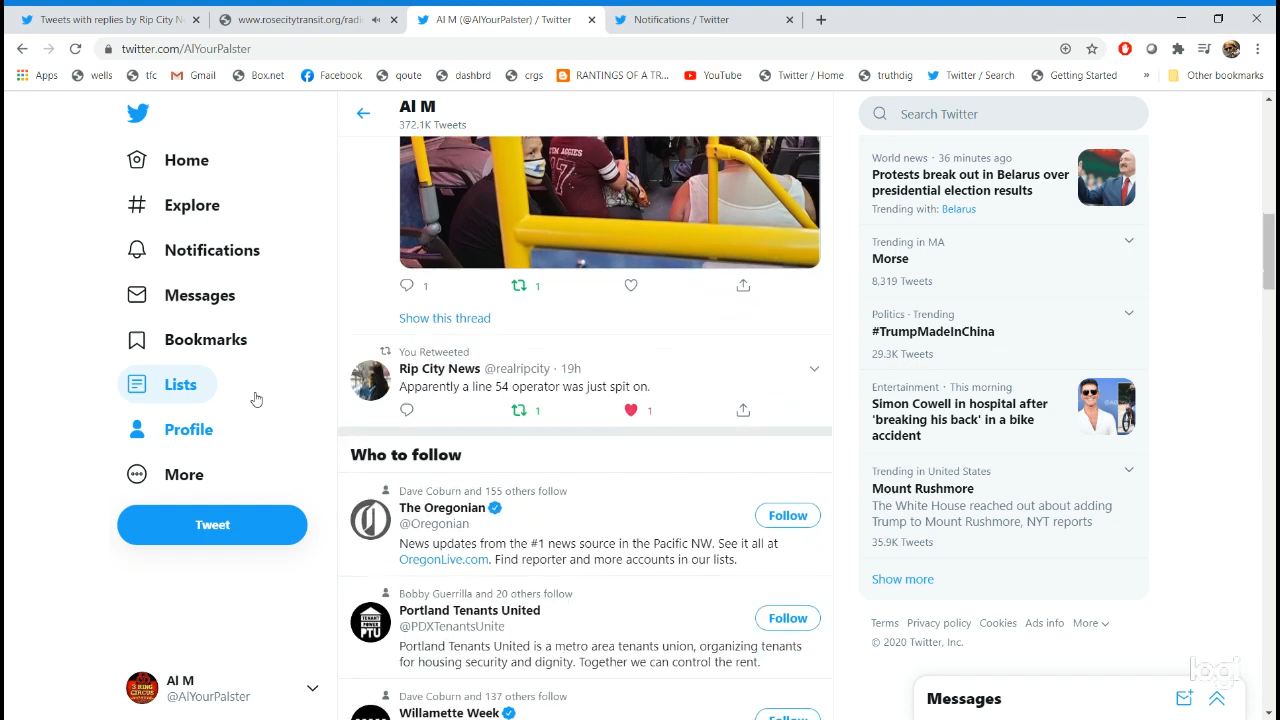 Tweets with replies by Rip City N
www.rosecitytransit.org/radi
Al M (@AlYourPalster) / Twitter
Notifications / Twitter
twitter.com/AlYourPalster
Apps
wells
tfc
Gmail
Box.net
Facebook
qoute
dashbrd
crgs
RANTINGS OF A TR...
YouTube
Twitter / Home
truthdig
Twitter / Search
Getting Started
»
Other bookmarks
Home
Explore
Notifications
Messages
Bookmarks
Lists
Profile
More
Tweet
Al M
@AlYourPalster
Al M
372.1K Tweets
TEXAS AGGIES
17
1
1
Show this thread
You Retweeted
Rip City News @realripcity · 19h
Apparently a line 54 operator was just spit on.
1
1
Who to follow
Dave Coburn and 155 others follow
The Oregonian
@Oregonian
Follow
News updates from the #1 news source in the Pacific NW. See it all at
OregonLive.com. Find reporter and more accounts in our lists.
Bobby Guerrilla and 20 others follow
Portland Tenants United
@PDXTenantsUnite
Follow
Portland Tenants United is a metro area tenants union, organizing tenants
for housing security and dignity. Together we can control the rent.
TENANT
POWER
PTU
Dave Coburn and 137 others follow
Willamette Week
Follow
Search Twitter
World news · 36 minutes ago
Protests break out in Belarus over
presidential election results
Trending with: Belarus
Trending in MA
Morse
8,319 Tweets
Politics · Trending
#TrumpMadeInChina
29.3K Tweets
Entertainment · This morning
Simon Cowell in hospital after
'breaking his back' in a bike
accident
Trending in United States
Mount Rushmore
The White House reached out about adding
Trump to Mount Rushmore, NYT reports
35.9K Tweets
Show more
Terms Privacy policy Cookies Ads info More
© 2020 Twitter, Inc.
logi
Messages
3 RING
CIRCUS